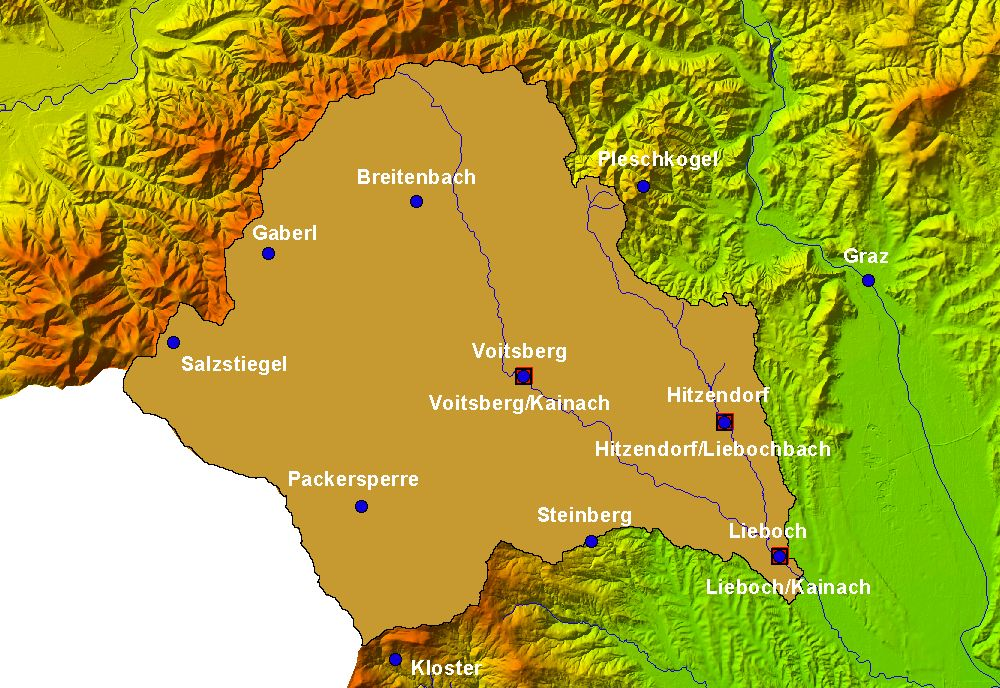 Pleschkogel
Breitenbach
Gaberl
Graz
Salzstiegel
Voitsberg
Voitsberg/Kainach
Hitzendorf
Hitzendorf/Liebochbach
Packersperre
Steinberg
Lieboch
Lieboch/Kainach
Kloster